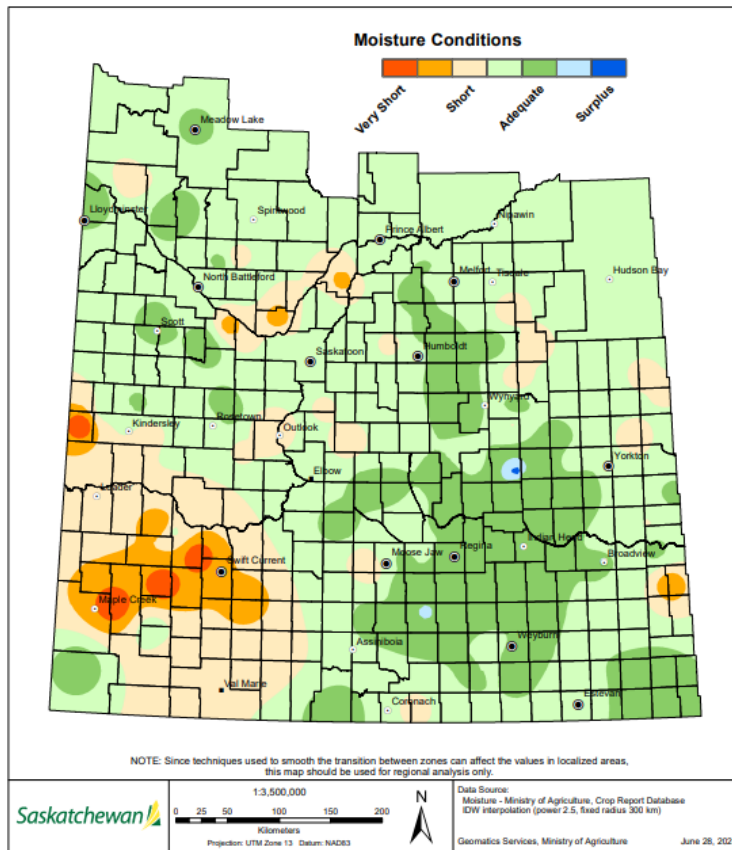 Moisture Conditions
Very Short
Short
Adequate
Surplus
Meadow Lake
Lloydminster
Spiritwood
Prince Albert
Nipawin
North Battleford
Melfort
Tisdale
Hudson Bay
Scott
Saskatoon
Humboldt
Wynyard
Kindersley
Rosetown
Outlook
Elbow
Yorkton
Leader
Moose Jaw
Regina
Indian Head
Broadview
Swift Current
Maple Creek
Assiniboia
Weyburn
Val Marie
Coronach
Estevan
NOTE: Since techniques used to smooth the transition between zones can affect the values in localized areas,
this map should be used for regional analysis only.
Saskatchewan
1:3,500,000
0 25 50 100 150 200
Kilometers
Projection: UTM Zone 13 Datum: NAD83
N
Data Source:
Moisture - Ministry of Agriculture, Crop Report Database
IDW interpolation (power 2.5, fixed radius 300 km)
Geomatics Services, Ministry of Agriculture
June 28, 202